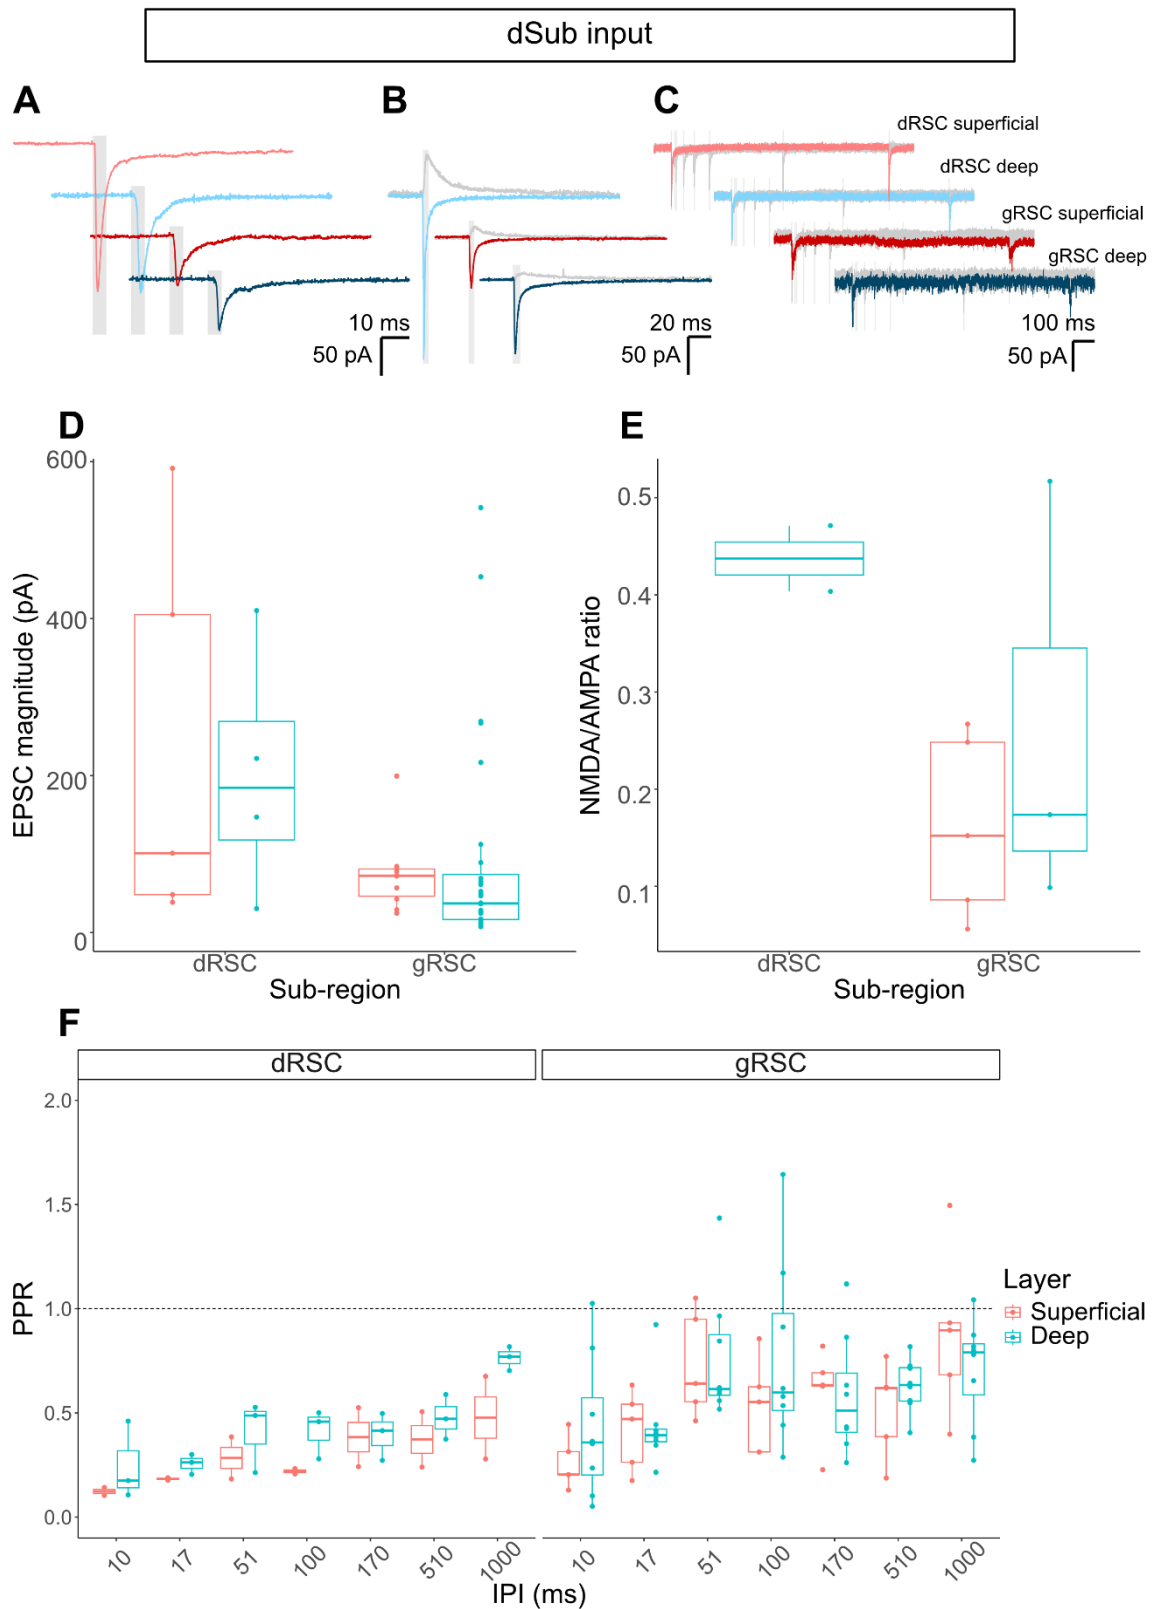 dSub input
A
B
C
dRSC superficial
dRSC deep
gRSC superficial
gRSC deep
10 ms
50 pA
20 ms
50 pA
100 ms
50 pA
D
E
600
400
200
0
EPSC magnitude (pA)
dRSC
gRSC
Sub-region
0.5
0.4
0.3
0.2
0.1
NMDA/AMPA ratio
dRSC
gRSC
Sub-region
F
dRSC
gRSC
2.0
1.5
1.0
0.5
0.0
PPR
Layer
Superficial
Deep
10
17
51
100
170
510
1000
10
17
51
100
170
510
1000
IPI (ms)